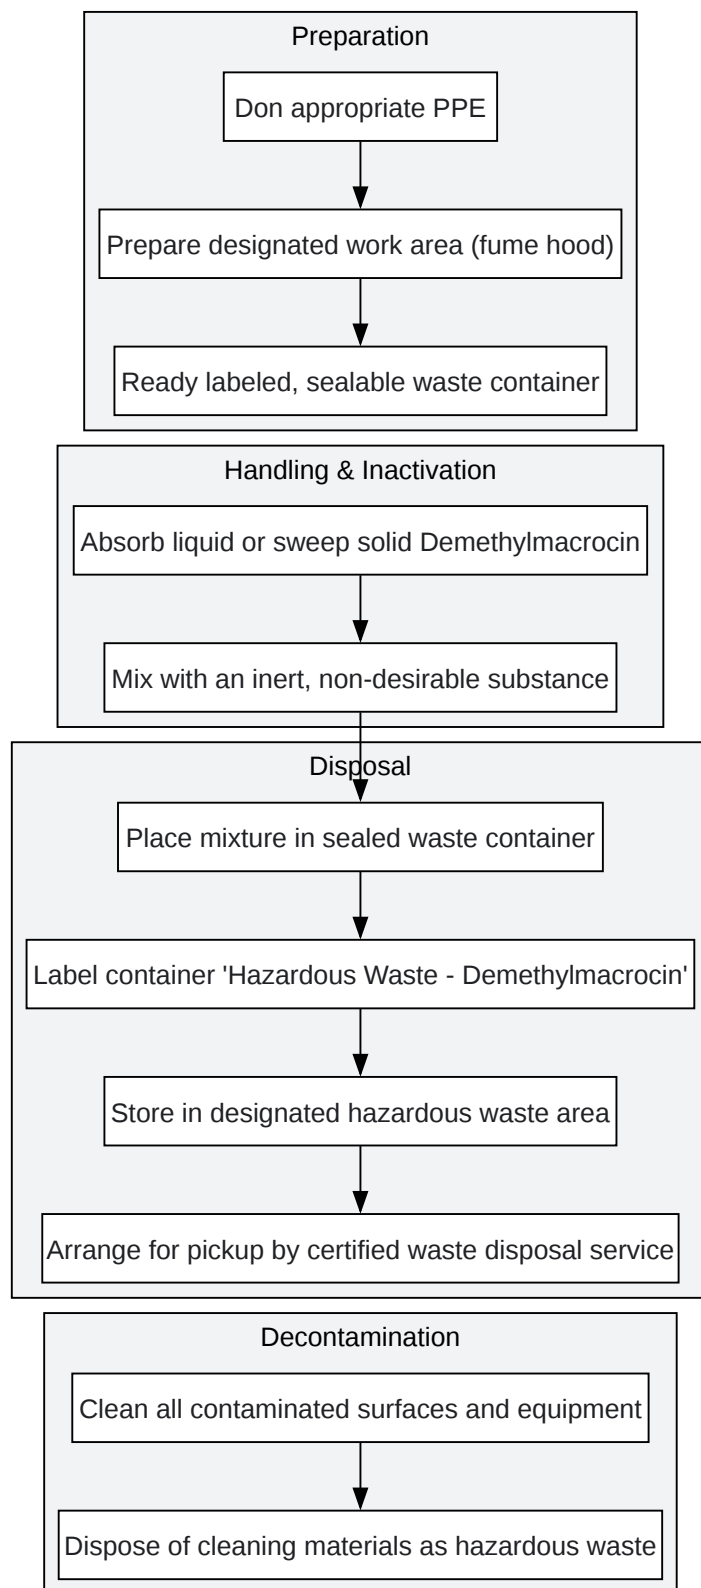 Preparation
Don appropriate PPE
Prepare designated work area (fume hood)
Ready labeled, sealable waste container
Handling & Inactivation
Absorb liquid or sweep solid Demethylmacrocin
Mix with an inert, non-desirable substance
Disposal
Place mixture in sealed waste container
Label container 'Hazardous Waste - Demethylmacrocin'
Store in designated hazardous waste area
Arrange for pickup by certified waste disposal service
Decontamination
Clean all contaminated surfaces and equipment
Dispose of cleaning materials as hazardous waste